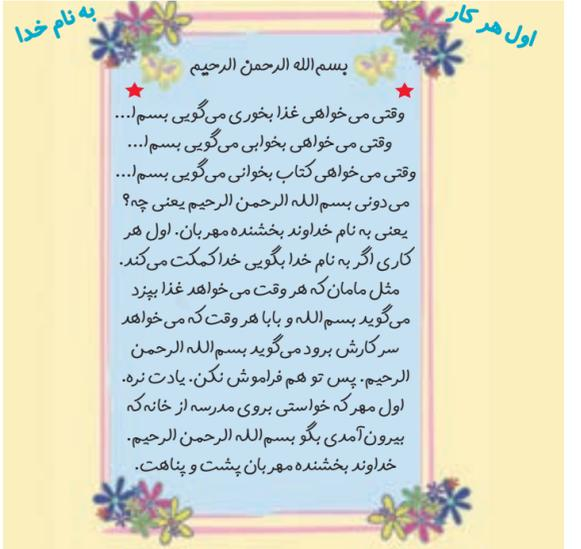 اول هر کار
به نام خدا
بسم‌الله الرحمن الرحیم
وقتی می‌خواهی غذا بخوری می‌گویی بسم‌ا...
وقتی می‌خواهی بخوابی می‌گویی بسم‌ا...
وقتی می‌خواهی کتاب بخوانی می‌گویی بسم‌ا...
می‌دونی بسم‌الله الرحمن الرحیم یعنی چه؟
یعنی به نام خداوند بخشنده مهربان. اول هر
کاری اگر به نام خدا بگویی خدا کمکت می‌کند.
مثل مامان که هر وقت می‌خواهد غذا بپزد
می‌گوید بسم‌الله و بابا هر وقت که می‌خواهد
سر کارش برود می‌گوید بسم‌الله الرحمن
الرحیم. پس تو هم فراموش نکن. یادت نره.
اول مهر که خواستی بروی مدرسه از خانه که
بیرون آمدی بگو بسم‌الله الرحمن الرحیم.
خداوند بخشنده مهربان پشت و پناهت.